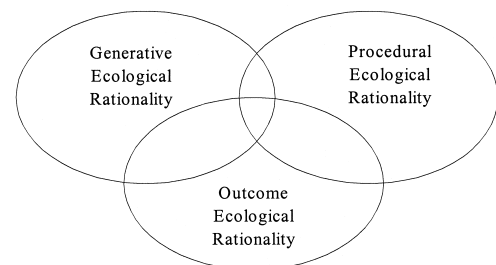 Generative
Ecological
Rationality
Procedural
Ecological
Rationality
Outcome
Ecological
Rationality